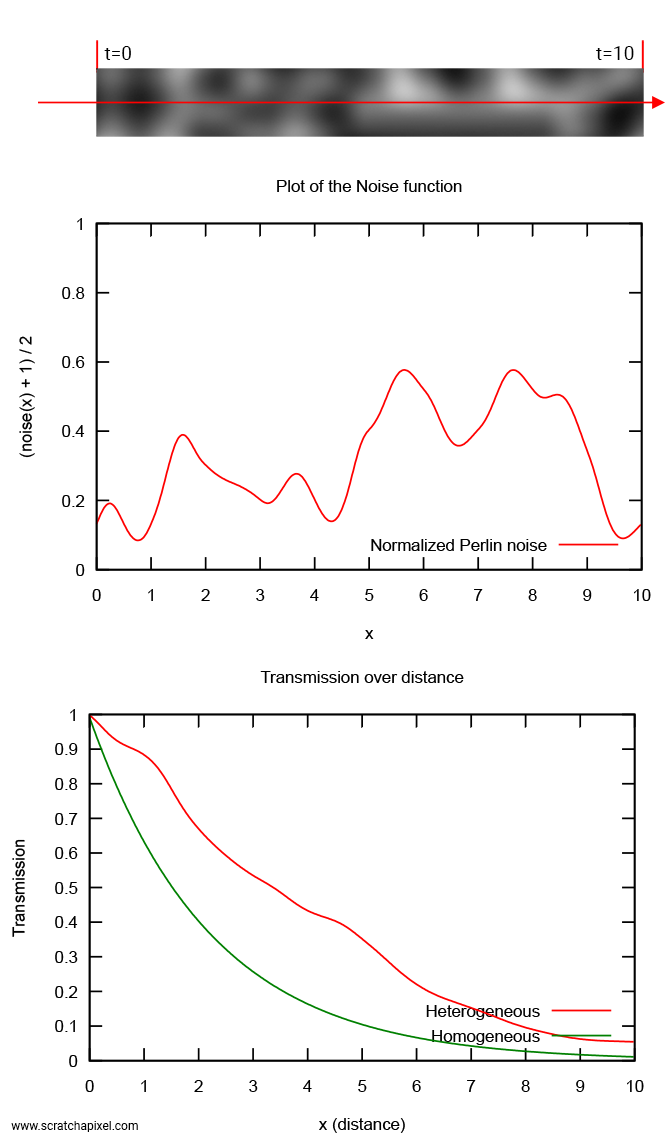 t=0 t=10
Plot of the Noise function
1
0.8
0.6
0.4
0.2
0
(noise(x) + 1) / 2
Normalized Perlin noise
0 1 2 3 4 5 6 7 8 9 10
x
Transmission over distance
1
0.9
0.8
0.7
0.6
0.5
0.4
0.3
0.2
0.1
0
Transmission
Heterogeneous
Homogeneous
0 1 2 3 4 5 6 7 8 9 10
x (distance)
www.scratchapixel.com